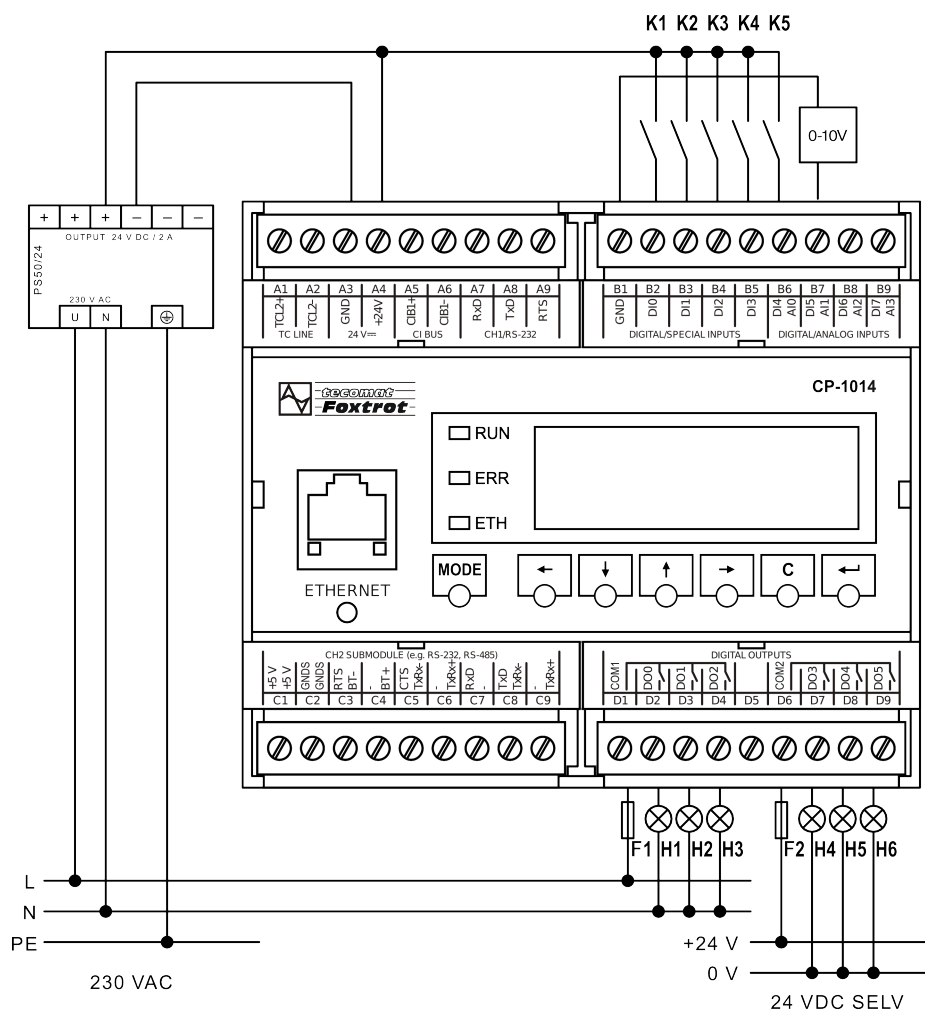 K1 K2 K3 K4 K5
0-10V
+ + + – – –
OUTPUT 24 V DC / 2 A
PS50/24
230 V AC
U N
A1 A2 A3 A4 A5 A6 A7 A8 A9
TCL2+ TCL2- GND +24V CIB1+ CIB1- RxD TxD RTS
TC LINE 24 V⎓ CI BUS CH1/RS-232
B1 B2 B3 B4 B5 B6 B7 B8 B9
GND DI0 DI1 DI2 DI3 DI4 AI0 DI5 AI1 DI6 AI2 DI7 AI3
DIGITAL/SPECIAL INPUTS DIGITAL/ANALOG INPUTS
tecomat
Foxtrot
CP-1014
RUN
ERR
ETH
ETHERNET
MODE ← ↓ ↑ → C ↵
CH2 SUBMODULE (e.g. RS-232, RS-485)
+5V +5V GNDS GNDS RTS BT- - BT+ CTS TxRx- - TxRx+ RxD - TxD TxRx- - TxRx+
C1 C2 C3 C4 C5 C6 C7 C8 C9
DIGITAL OUTPUTS
COM1 DO0 DO1 DO2 COM2 DO3 DO4 DO5
D1 D2 D3 D4 D5 D6 D7 D8 D9
F1 H1 H2 H3 F2 H4 H5 H6
L
N
PE
230 VAC
+24 V
0 V
24 VDC SELV